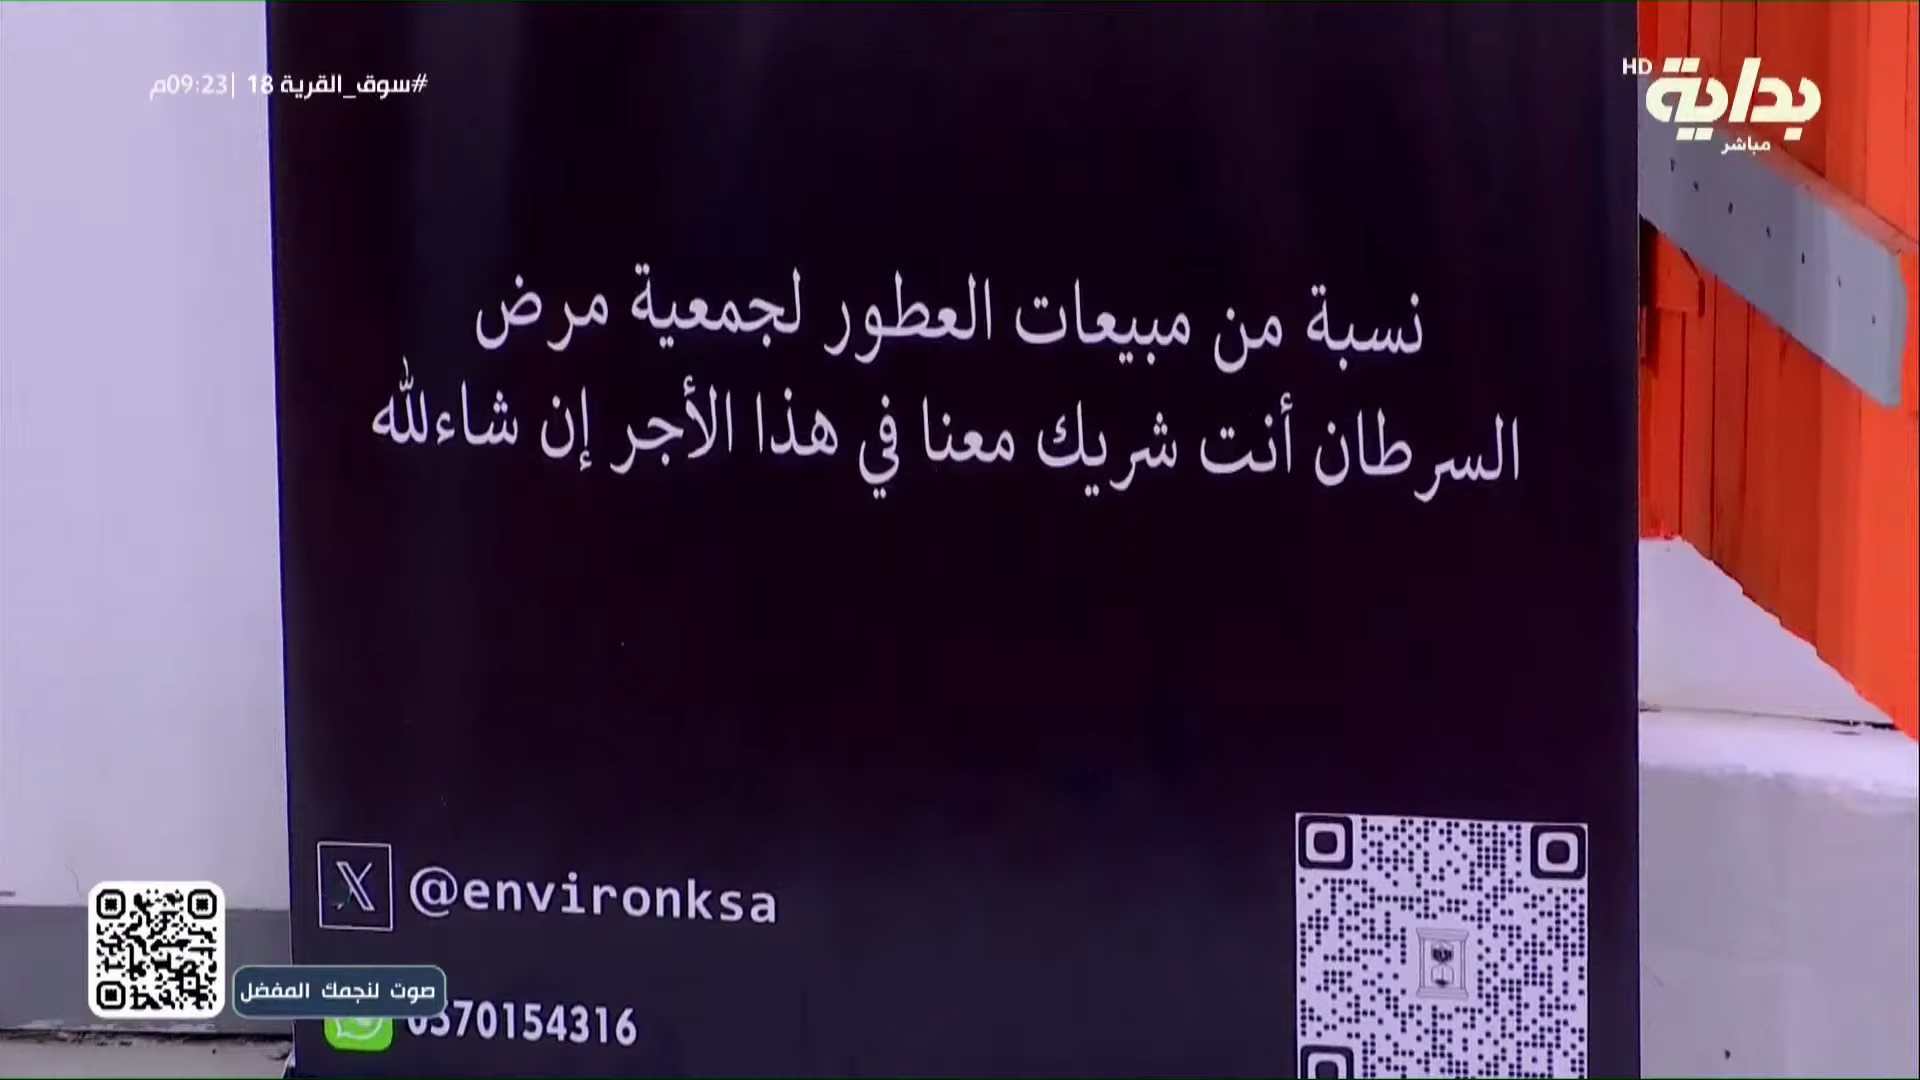 #سوق_القرية 18 |09:23م
HD
بداية
مباشر
نسبة من مبيعات العطور لجمعية مرض
السرطان أنت شريك معنا في هذا الأجر إن شاءلله
@environksa
صوت لنجمك المفضل
0570154316